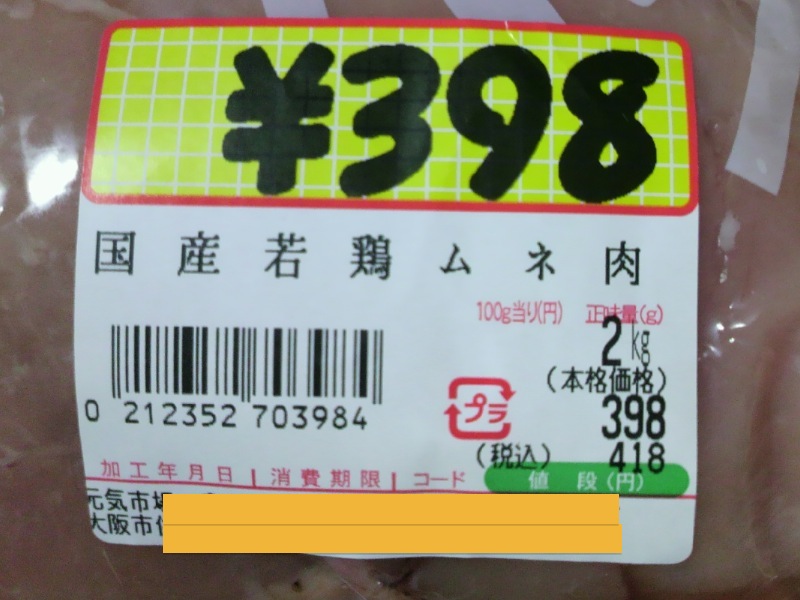 ¥398
国産若鶏ムネ肉
100g当り(円) 正味量(g)
2kg
(本格価格)
0 212352 703984
プラ
398
(税込) 418
加工年月日 消費期限 コード 値段(円)
元気市場
大阪市